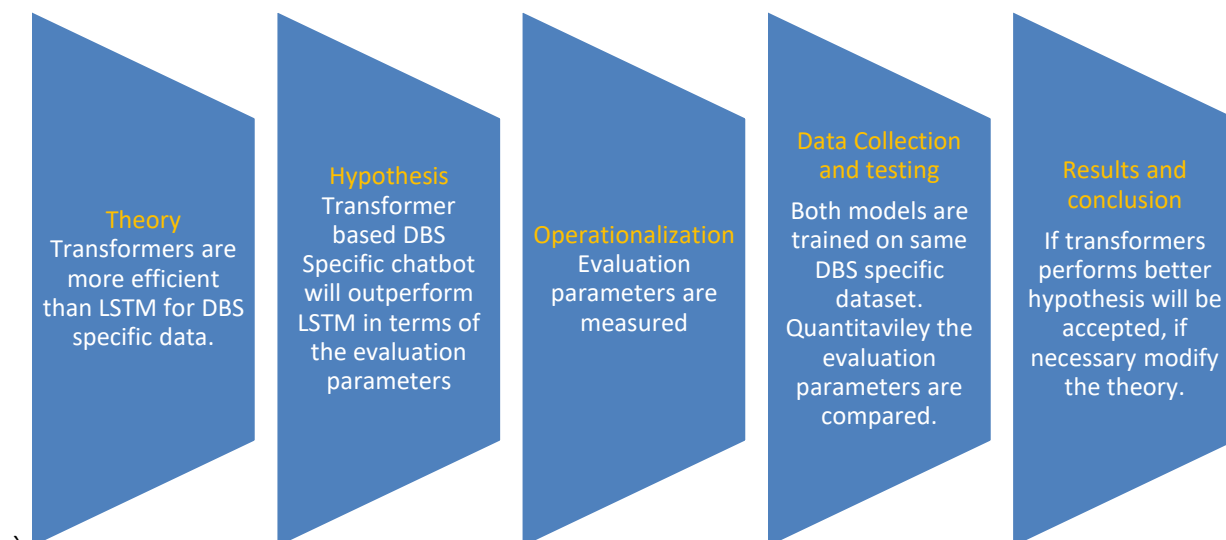 Theory
Transformers are
more efficient
than LSTM for DBS
specific data.
Hypothesis
Transformer
based DBS
Specific chatbot
will outperform
LSTM in terms of
the evaluation
parameters
Operationalization
Evaluation
parameters are
measured
Data Collection
and testing
Both models are
trained on same
DBS specific
dataset.
Quantitaviley the
evaluation
parameters are
compared.
Results and
conclusion
If transformers
performs better
hypothesis will be
accepted, if
necessary modify
the theory.